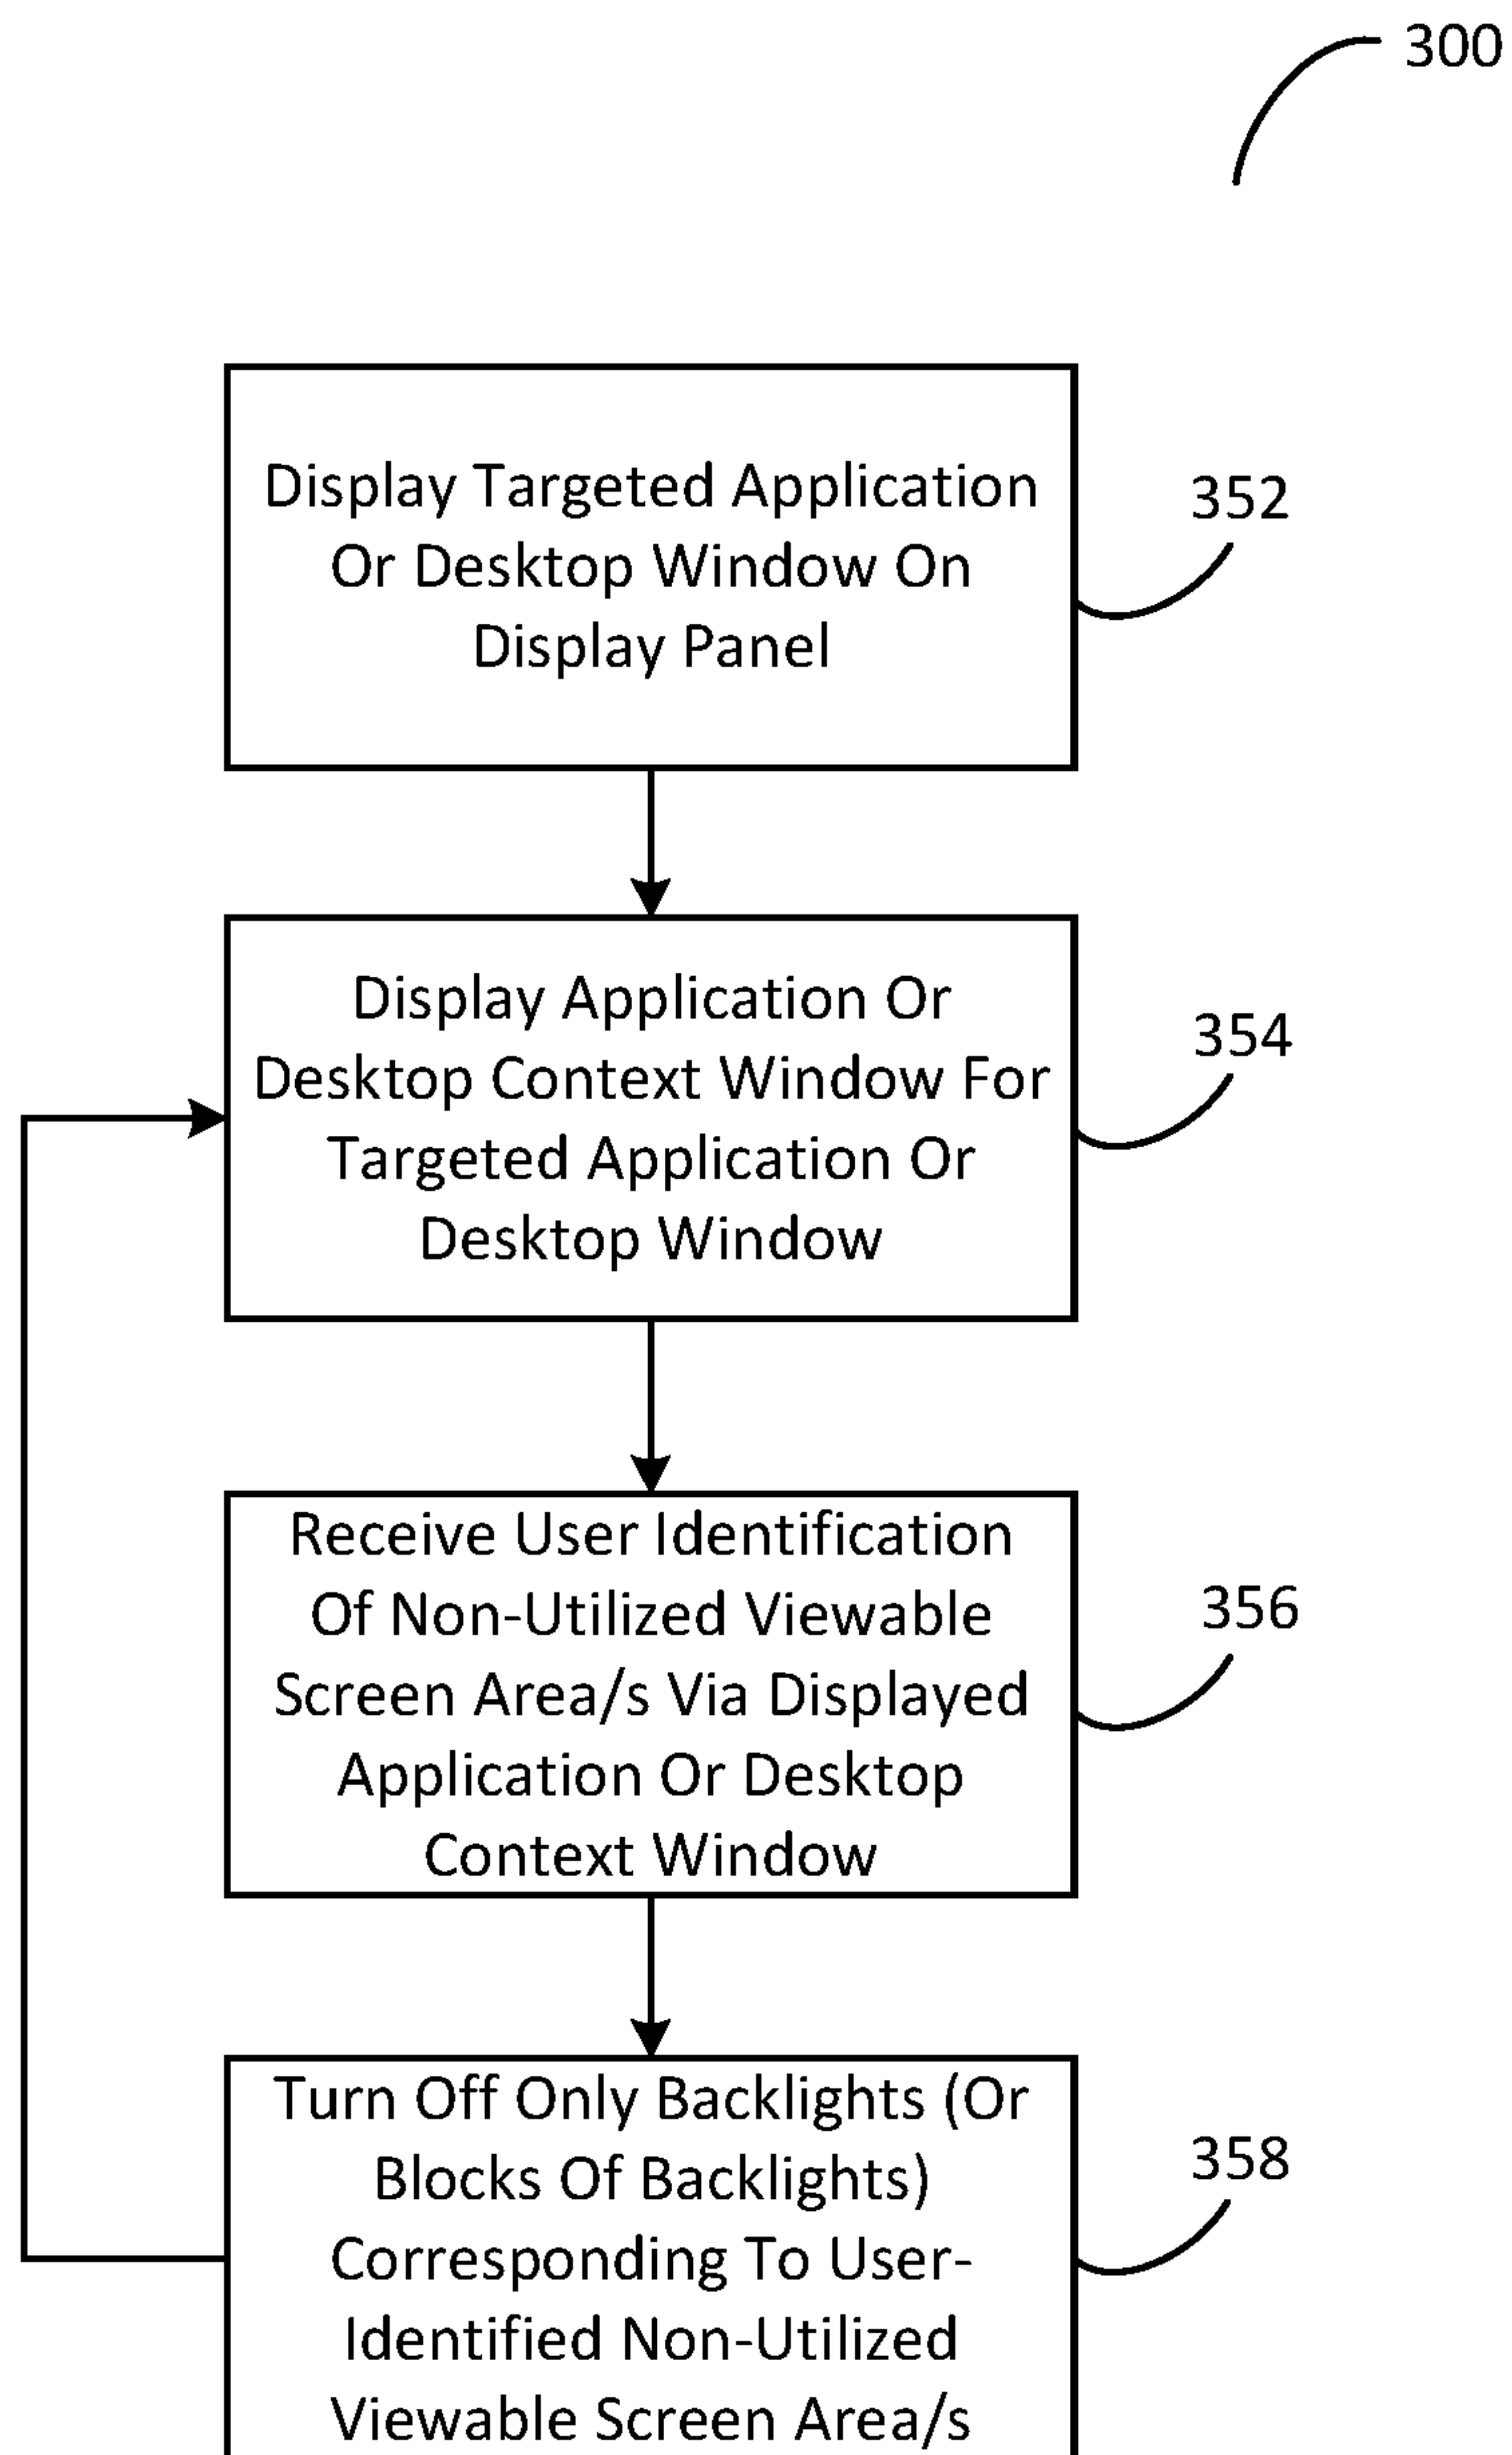 300
Display Targeted Application
Or Desktop Window On
Display Panel
352
Display Application Or
Desktop Context Window For
Targeted Application Or
Desktop Window
354
Receive User Identification
Of Non-Utilized Viewable
Screen Area/s Via Displayed
Application Or Desktop
Context Window
356
Turn Off Only Backlights (Or
Blocks Of Backlights)
Corresponding To User-
Identified Non-Utilized
Viewable Screen Area/s
358